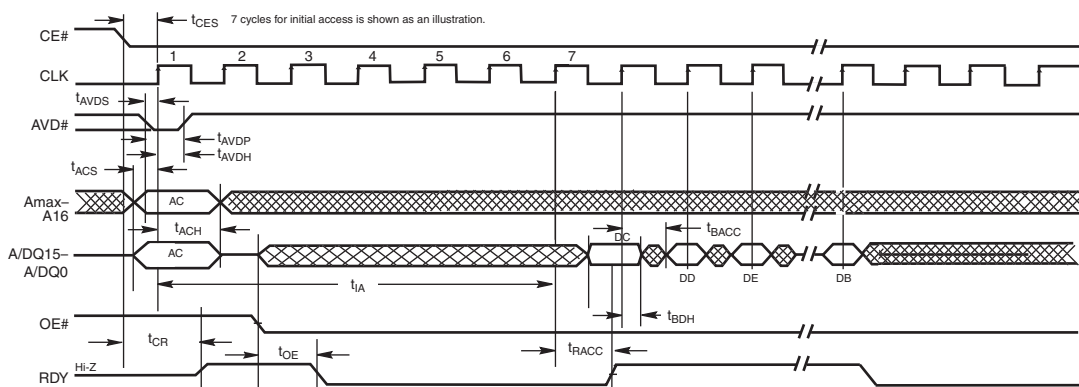 tCES 7 cycles for initial access is shown as an illustration.
CE#
1 2 3 4 5 6 7
CLK
tAVDS
AVD#
tAVDP
tAVDH
tACS
Amax–
A16
AC
tACH
DC
tBACC
A/DQ15–
A/DQ0
AC
DD DE DB
tIA
tBDH
OE#
tCR
tOE
tRACC
Hi-Z
RDY